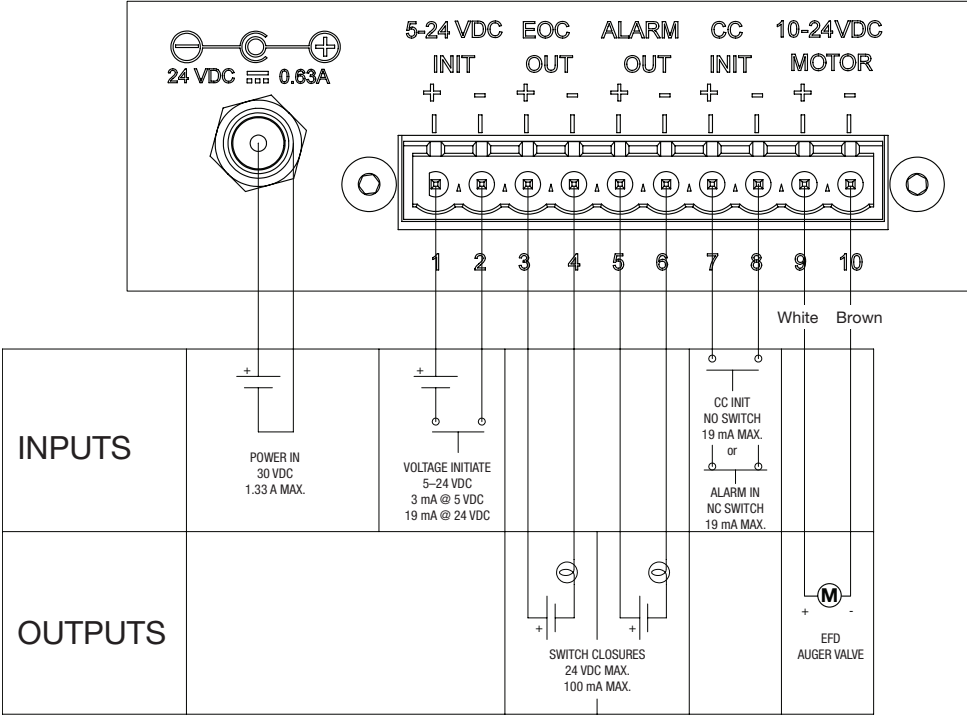 5-24 VDC EOC ALARM CC 10-24VDC
INIT OUT OUT INIT MOTOR
24 VDC 0.63A
+ - + - + - + - + -
1 2 3 4 5 6 7 8 9 10
White Brown
INPUTS
+
POWER IN
30 VDC
1.33 A MAX.
+
VOLTAGE INITIATE
5–24 VDC
3 mA @ 5 VDC
19 mA @ 24 VDC
CC INIT
NO SWITCH
19 mA MAX.
or
ALARM IN
NC SWITCH
19 mA MAX.
OUTPUTS
+ +
SWITCH CLOSURES
24 VDC MAX.
100 mA MAX.
M
+ -
EFD
AUGER VALVE